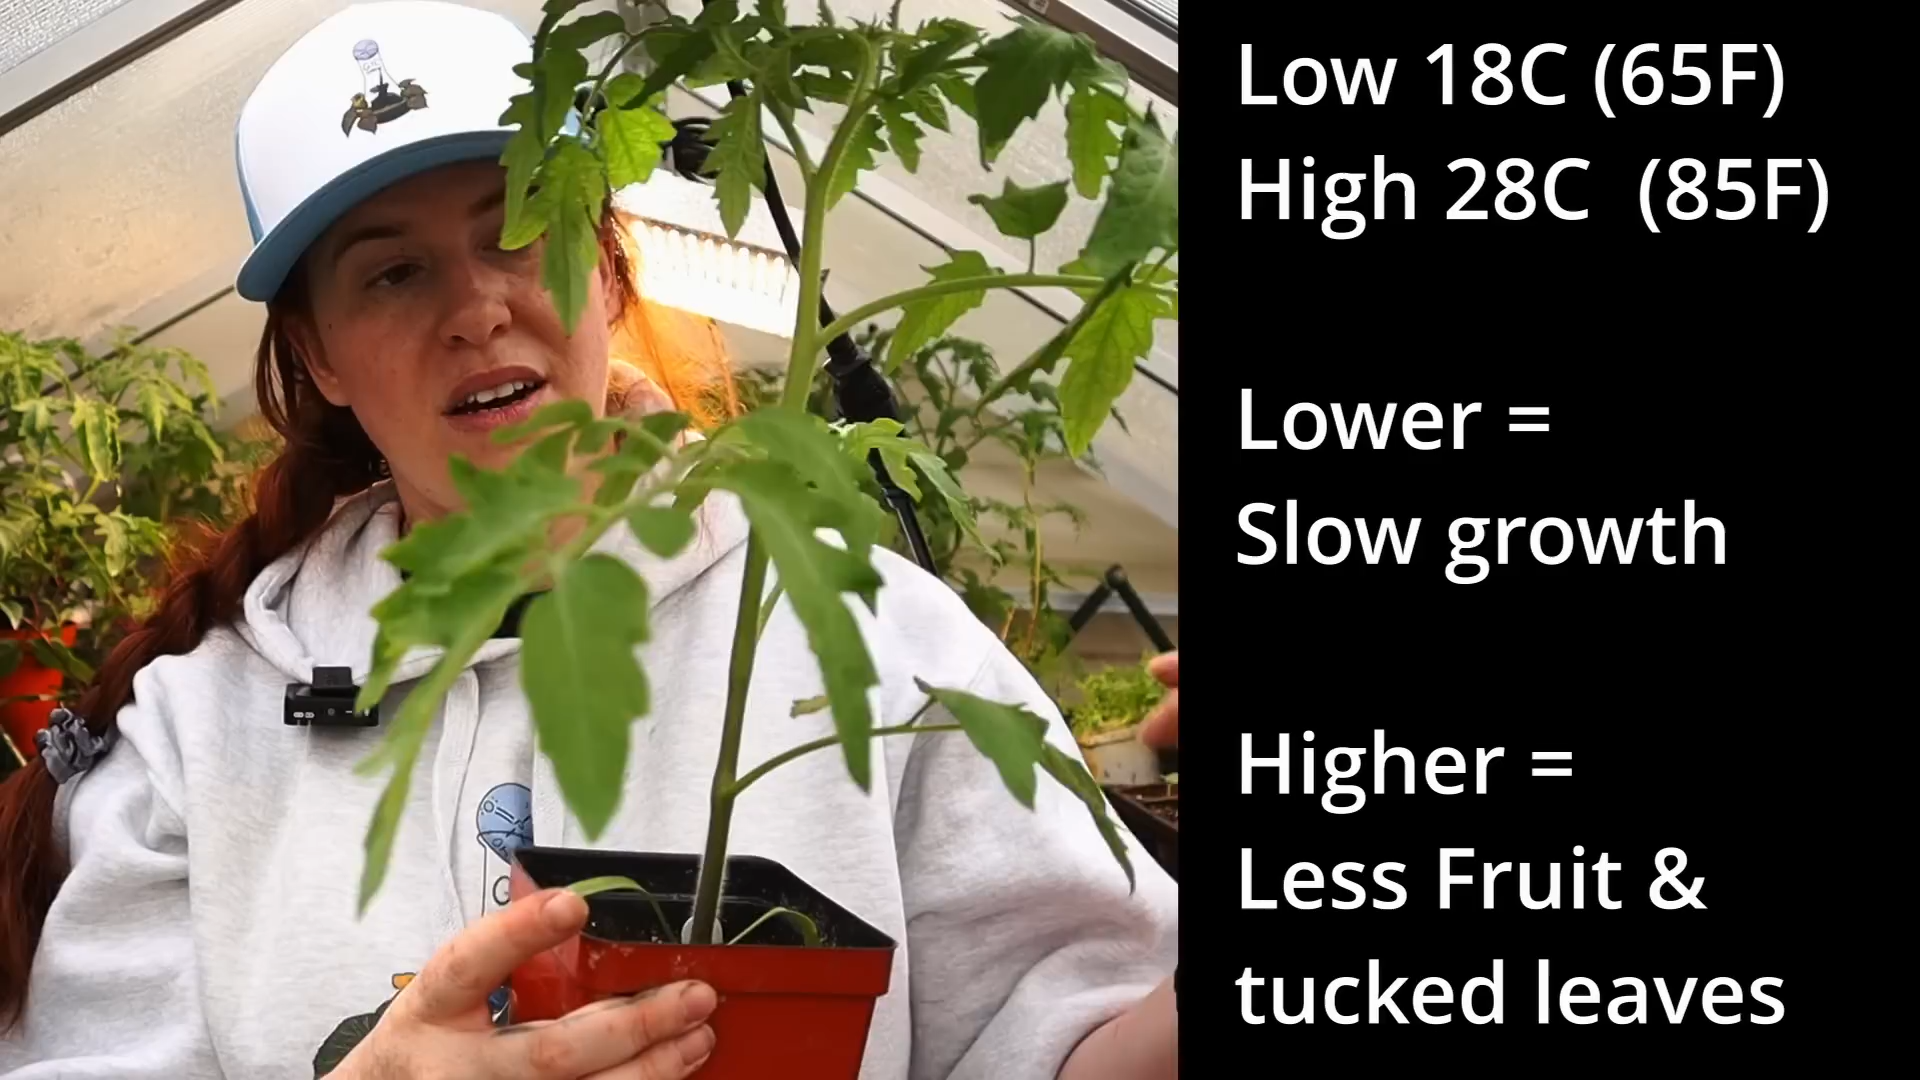 Low 18C (65F)
High 28C (85F)
Lower =
Slow growth
Higher =
Less Fruit &
tucked leaves